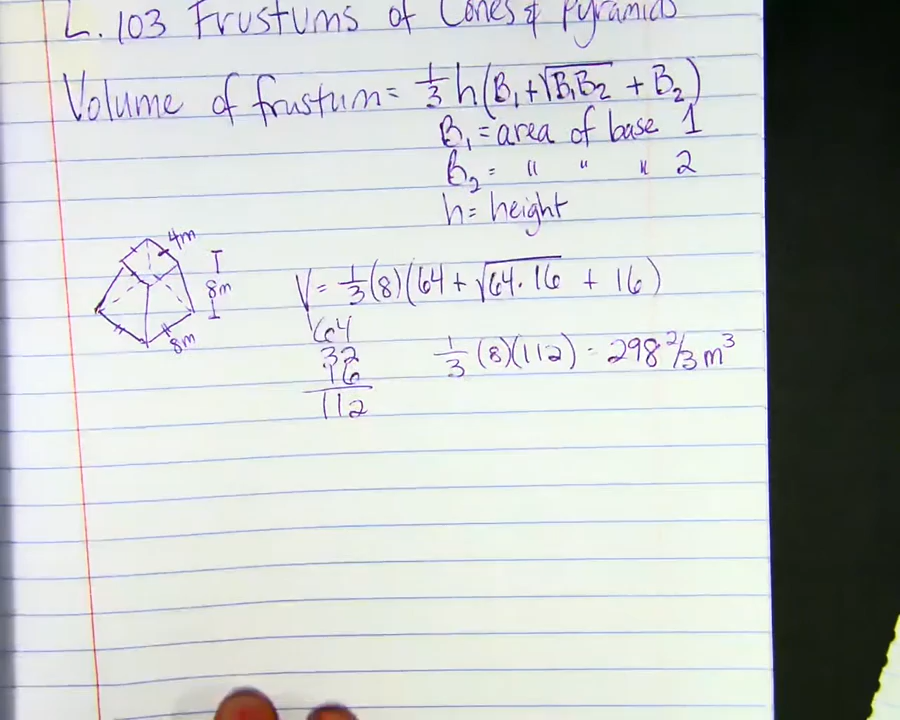 L. 103 Frustums of Cones & Pyramids
Volume of frustum = 1/3 h(B₁ + √B₁B₂ + B₂)
B₁ = area of base 1
B₂ = " " " 2
h = height
4m
8m
8m
V = 1/3 (8)(64 + √64·16 + 16)
64
32
16
112
1/3 (8)(112) = 298 2/3 m³